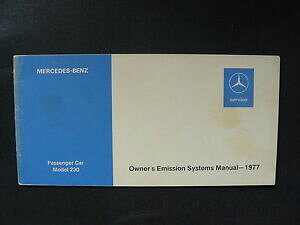 MERCEDES-BENZ
service
Passenger Car
Model 230
Owner's Emission Systems Manual—1977